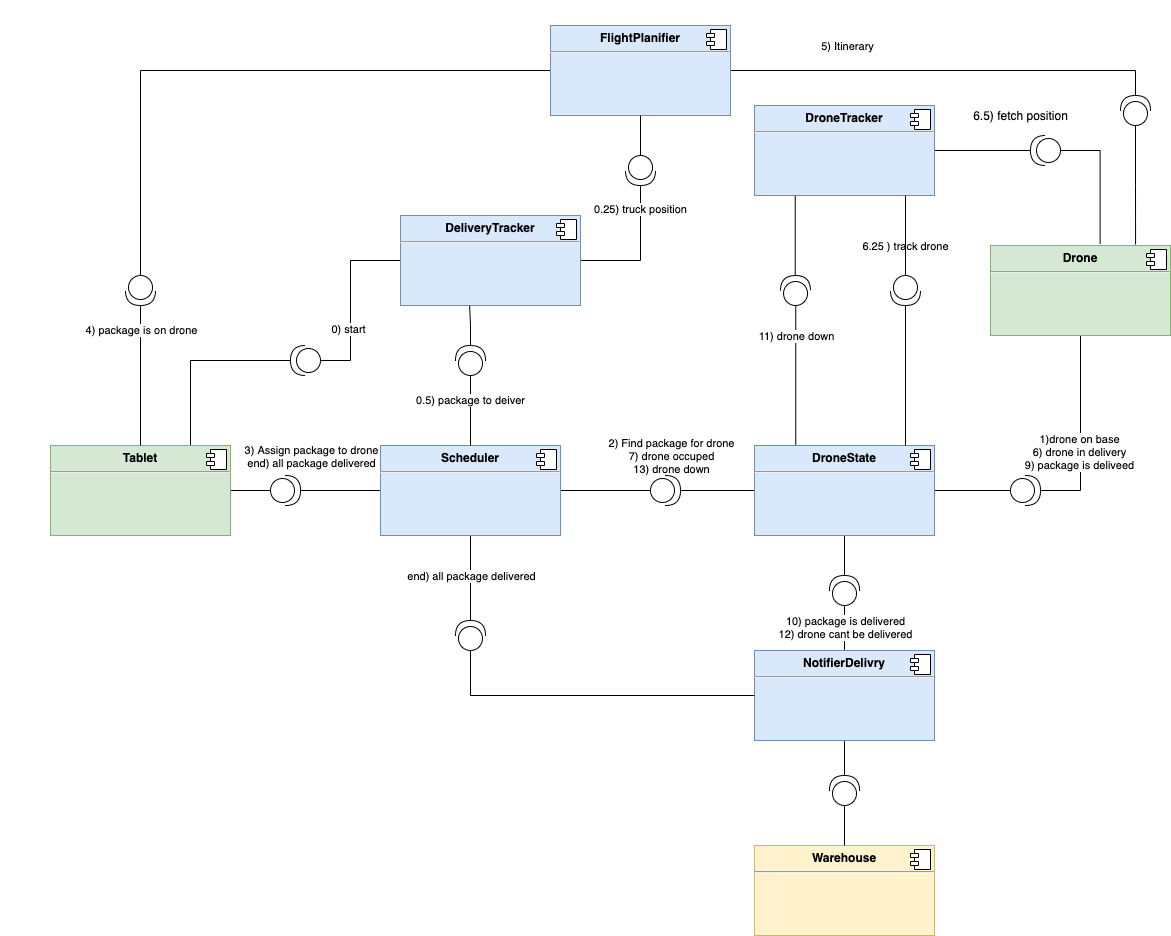 FlightPlanifier
5) Itinerary
DroneTracker
6.5) fetch position
0.25) truck position
DeliveryTracker
6.25 ) track drone
Drone
4) package is on drone
0) start
11) drone down
0.5) package to deiver
Tablet
3) Assign package to drone
end) all package delivered
Scheduler
2) Find package for drone
7) drone occuped
13) drone down
DroneState
1)drone on base
6) drone in delivery
9) package is deliveed
end) all package delivered
10) package is delivered
12) drone cant be delivered
NotifierDelivry
Warehouse